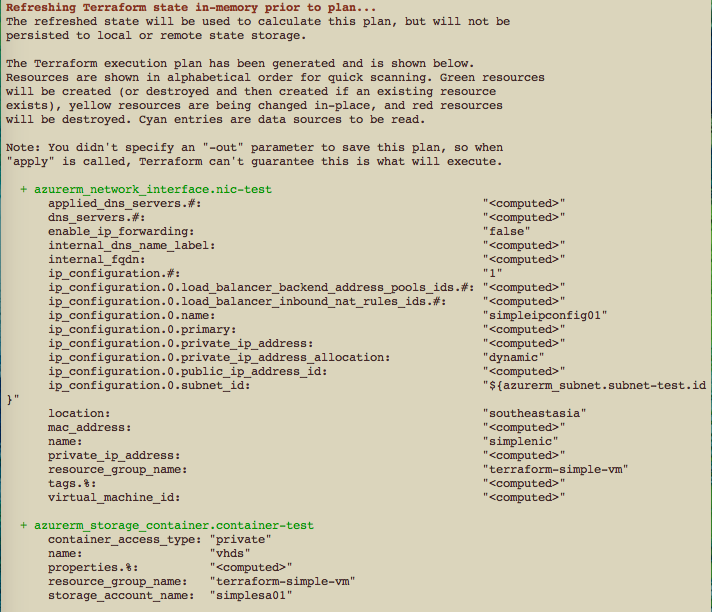 Refreshing Terraform state in-memory prior to plan...
The refreshed state will be used to calculate this plan, but will not be
persisted to local or remote state storage.
The Terraform execution plan has been generated and is shown below.
Resources are shown in alphabetical order for quick scanning. Green resources
will be created (or destroyed and then created if an existing resource
exists), yellow resources are being changed in-place, and red resources
will be destroyed. Cyan entries are data sources to be read.
Note: You didn't specify an "-out" parameter to save this plan, so when
"apply" is called, Terraform can't guarantee this is what will execute.
+ azurerm_network_interface.nic-test
applied_dns_servers.#: "<computed>"
dns_servers.#: "<computed>"
enable_ip_forwarding: "false"
internal_dns_name_label: "<computed>"
internal_fqdn: "<computed>"
ip_configuration.#: "1"
ip_configuration.0.load_balancer_backend_address_pools_ids.#: "<computed>"
ip_configuration.0.load_balancer_inbound_nat_rules_ids.#: "<computed>"
ip_configuration.0.name: "simpleipconfig01"
ip_configuration.0.primary: "<computed>"
ip_configuration.0.private_ip_address: "<computed>"
ip_configuration.0.private_ip_address_allocation: "dynamic"
ip_configuration.0.public_ip_address_id: "<computed>"
ip_configuration.0.subnet_id: "${azurerm_subnet.subnet-test.id
}"
location: "southeastasia"
mac_address: "<computed>"
name: "simplenic"
private_ip_address: "<computed>"
resource_group_name: "terraform-simple-vm"
tags.%: "<computed>"
virtual_machine_id: "<computed>"
+ azurerm_storage_container.container-test
container_access_type: "private"
name: "vhds"
properties.%: "<computed>"
resource_group_name: "terraform-simple-vm"
storage_account_name: "simplesa01"